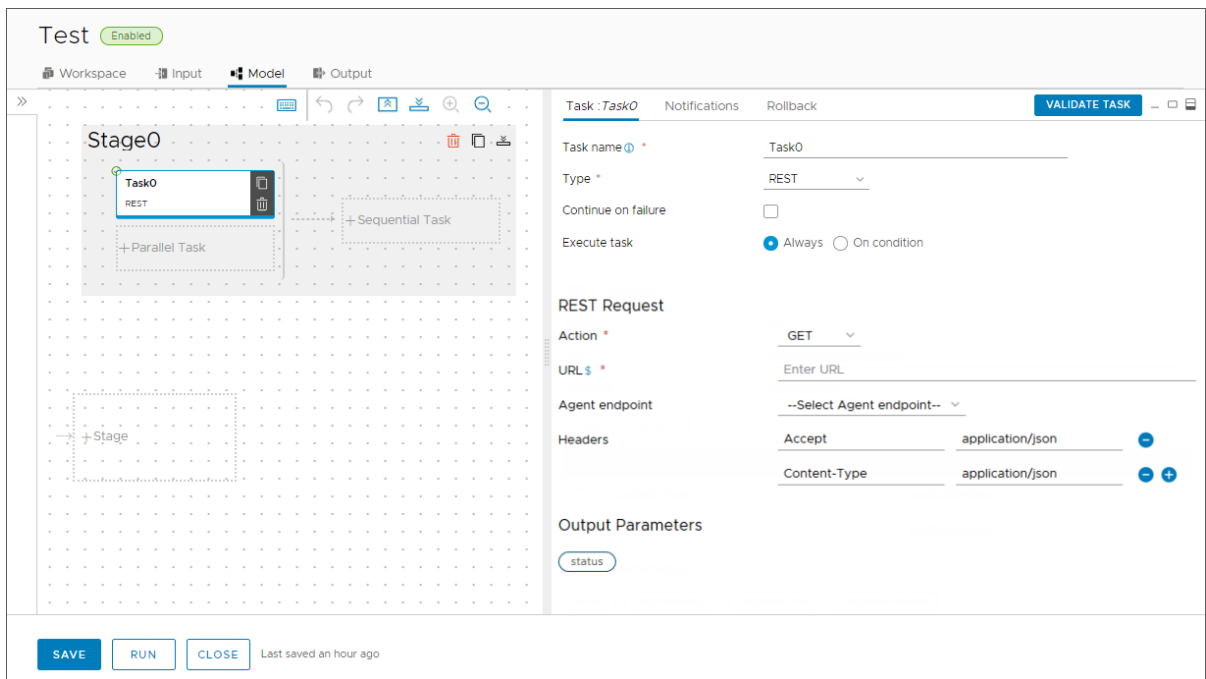 Test Enabled
Workspace Input Model Output
Stage0
Task0
REST
+Parallel Task
+Sequential Task
+Stage
Task :Task0 Notifications Rollback VALIDATE TASK
Task name * Task0
Type * REST
Continue on failure
Execute task Always On condition
REST Request
Action * GET
URL $ * Enter URL
Agent endpoint --Select Agent endpoint--
Headers Accept application/json
Content-Type application/json
Output Parameters
status
SAVE RUN CLOSE Last saved an hour ago